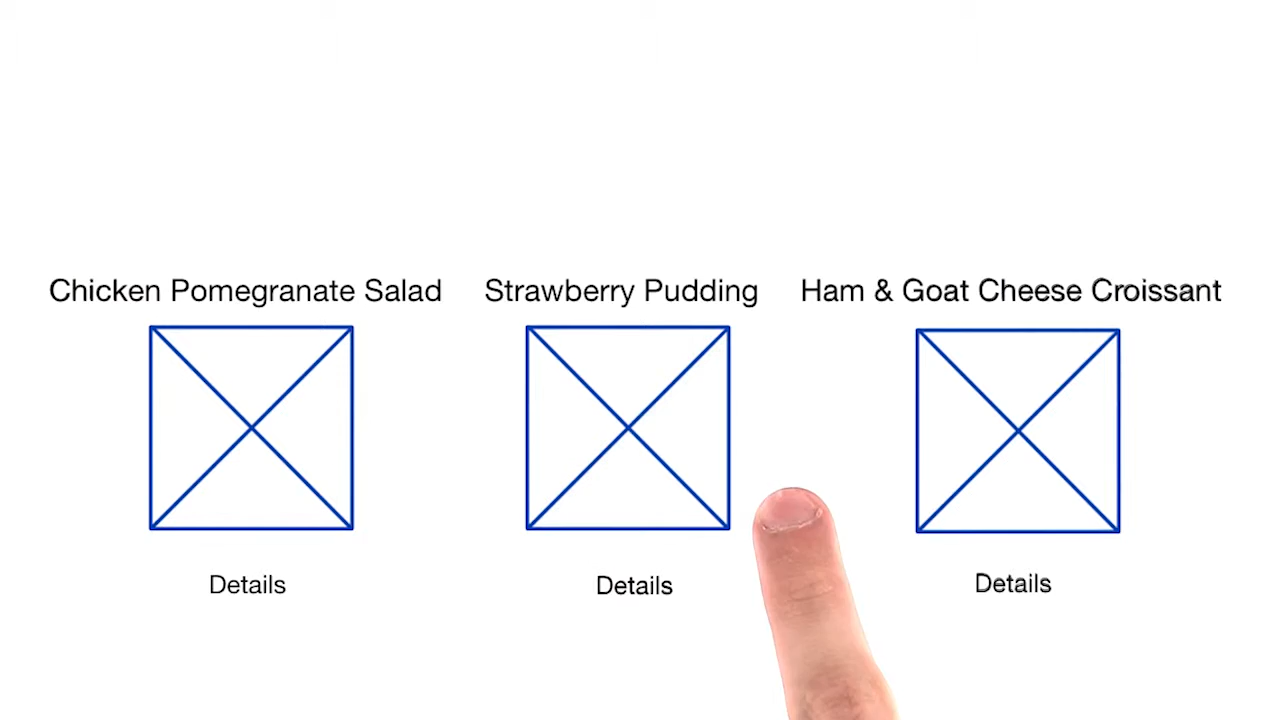 Chicken Pomegranate Salad
Strawberry Pudding
Ham & Goat Cheese Croissant
Details
Details
Details